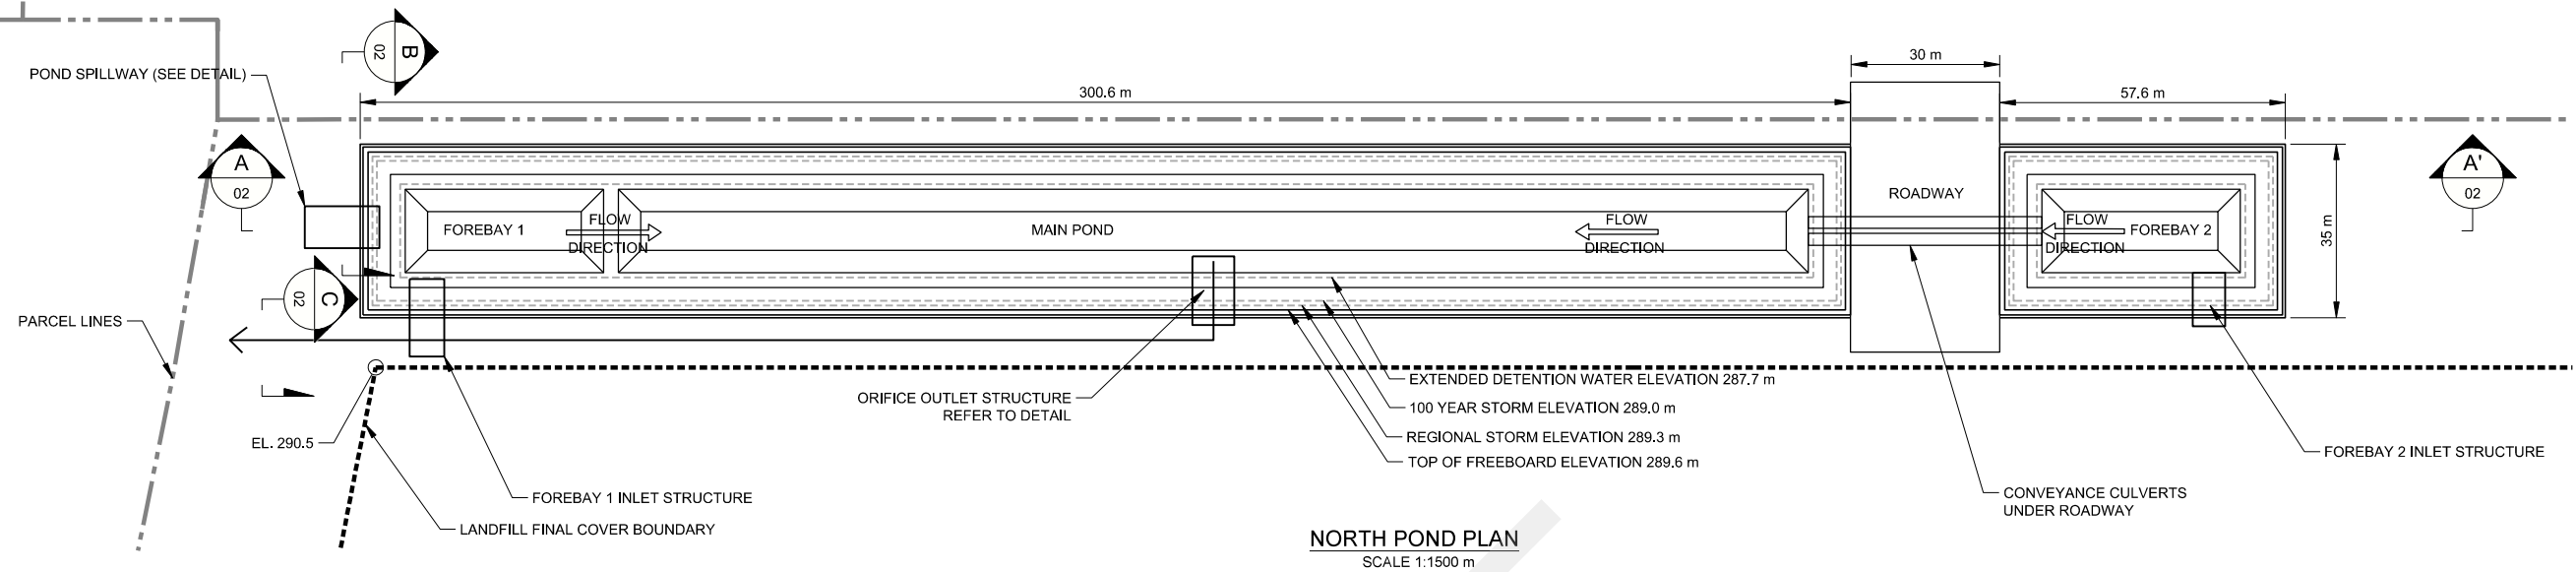 B
02
30 m
POND SPILLWAY (SEE DETAIL)
300.6 m
57.6 m
A
02
A'
02
ROADWAY
FOREBAY 1
FLOW
DIRECTION
MAIN POND
FLOW
DIRECTION
FLOW
DIRECTION
FOREBAY 2
35 m
C
02
PARCEL LINES
EXTENDED DETENTION WATER ELEVATION 287.7 m
ORIFICE OUTLET STRUCTURE
REFER TO DETAIL
100 YEAR STORM ELEVATION 289.0 m
REGIONAL STORM ELEVATION 289.3 m
TOP OF FREEBOARD ELEVATION 289.6 m
EL. 290.5
FOREBAY 2 INLET STRUCTURE
FOREBAY 1 INLET STRUCTURE
CONVEYANCE CULVERTS
UNDER ROADWAY
LANDFILL FINAL COVER BOUNDARY
NORTH POND PLAN
SCALE 1:1500 m